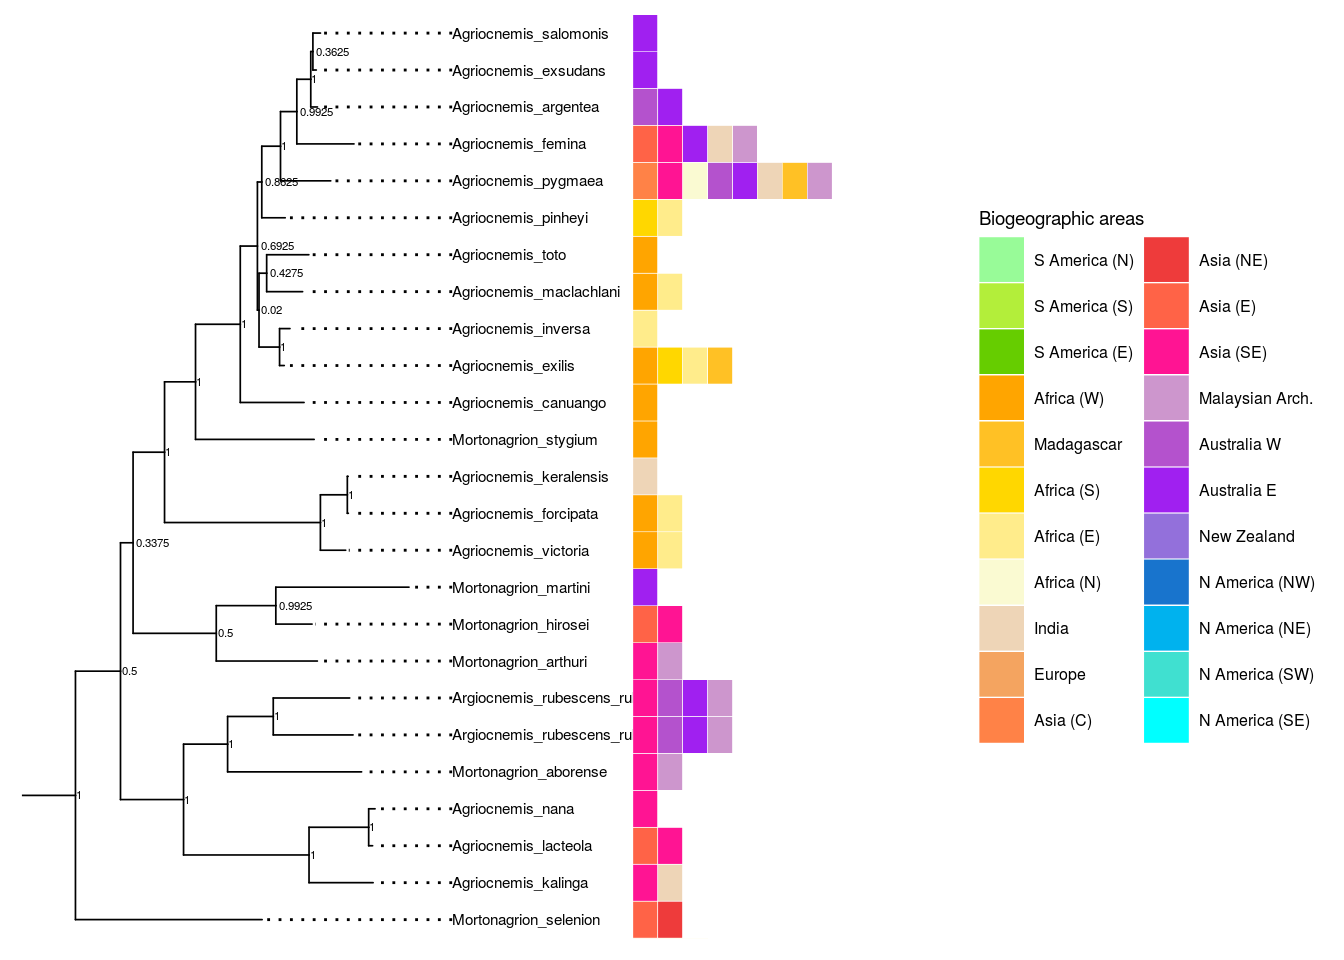 Agriocnemis_salomonis
0.3625
Agriocnemis_exsudans
1
Agriocnemis_argentea
0.9925
Agriocnemis_femina
1
Agriocnemis_pygmaea
0.8625
Agriocnemis_pinheyi
0.6925
Agriocnemis_toto
0.4275
Agriocnemis_maclachlani
0.02
Agriocnemis_inversa
1
1
Agriocnemis_exilis
1
Agriocnemis_canuango
Mortonagrion_stygium
1
Agriocnemis_keralensis
1
Agriocnemis_forcipata
1
Agriocnemis_victoria
0.3375
Mortonagrion_martini
0.9925
Mortonagrion_hirosei
0.5
Mortonagrion_arthuri
0.5
Argiocnemis_rubescens_ru
1
Argiocnemis_rubescens_ru
1
Mortonagrion_aborense
1
1
Agriocnemis_nana
1
Agriocnemis_lacteola
1
Agriocnemis_kalinga
Mortonagrion_selenion
Biogeographic areas
S America (N)
S America (S)
S America (E)
Africa (W)
Madagascar
Africa (S)
Africa (E)
Africa (N)
India
Europe
Asia (C)
Asia (NE)
Asia (E)
Asia (SE)
Malaysian Arch.
Australia W
Australia E
New Zealand
N America (NW)
N America (NE)
N America (SW)
N America (SE)